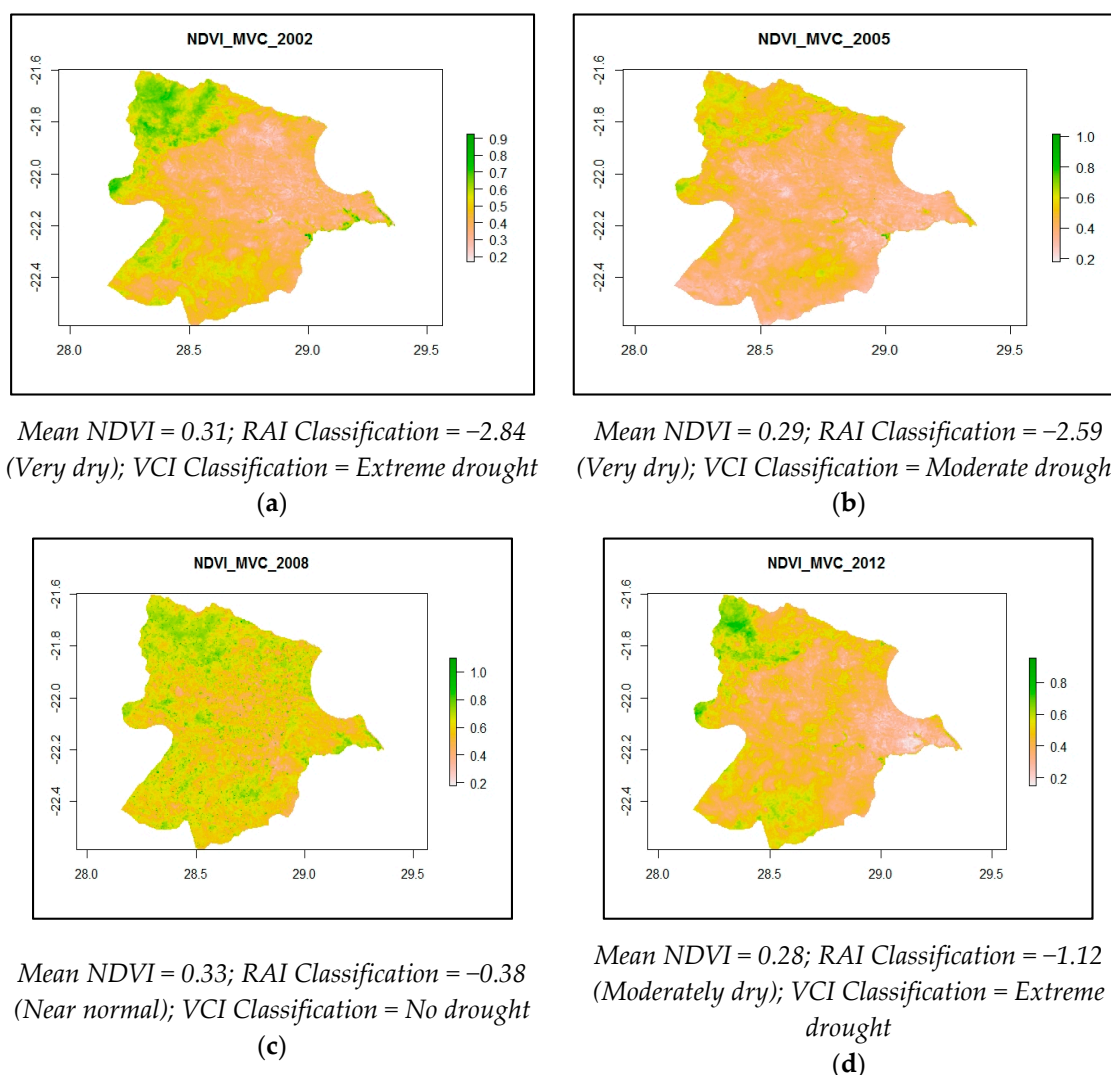 NDVI_MVC_2002
-21.6
-21.8
-22.0
-22.2
-22.4
0.9
0.8
0.7
0.6
0.5
0.4
0.3
0.2
28.0 28.5 29.0 29.5
Mean NDVI = 0.31; RAI Classification = −2.84
(Very dry); VCI Classification = Extreme drought
(a)
NDVI_MVC_2005
-21.6
-21.8
-22.0
-22.2
-22.4
1.0
0.8
0.6
0.4
0.2
28.0 28.5 29.0 29.5
Mean NDVI = 0.29; RAI Classification = −2.59
(Very dry); VCI Classification = Moderate drough
(b)
NDVI_MVC_2008
-21.6
-21.8
-22.0
-22.2
-22.4
1.0
0.8
0.6
0.4
0.2
28.0 28.5 29.0 29.5
Mean NDVI = 0.33; RAI Classification = −0.38
(Near normal); VCI Classification = No drought
(c)
NDVI_MVC_2012
-21.6
-21.8
-22.0
-22.2
-22.4
0.8
0.6
0.4
0.2
28.0 28.5 29.0 29.5
Mean NDVI = 0.28; RAI Classification = −1.12
(Moderately dry); VCI Classification = Extreme
drought
(d)